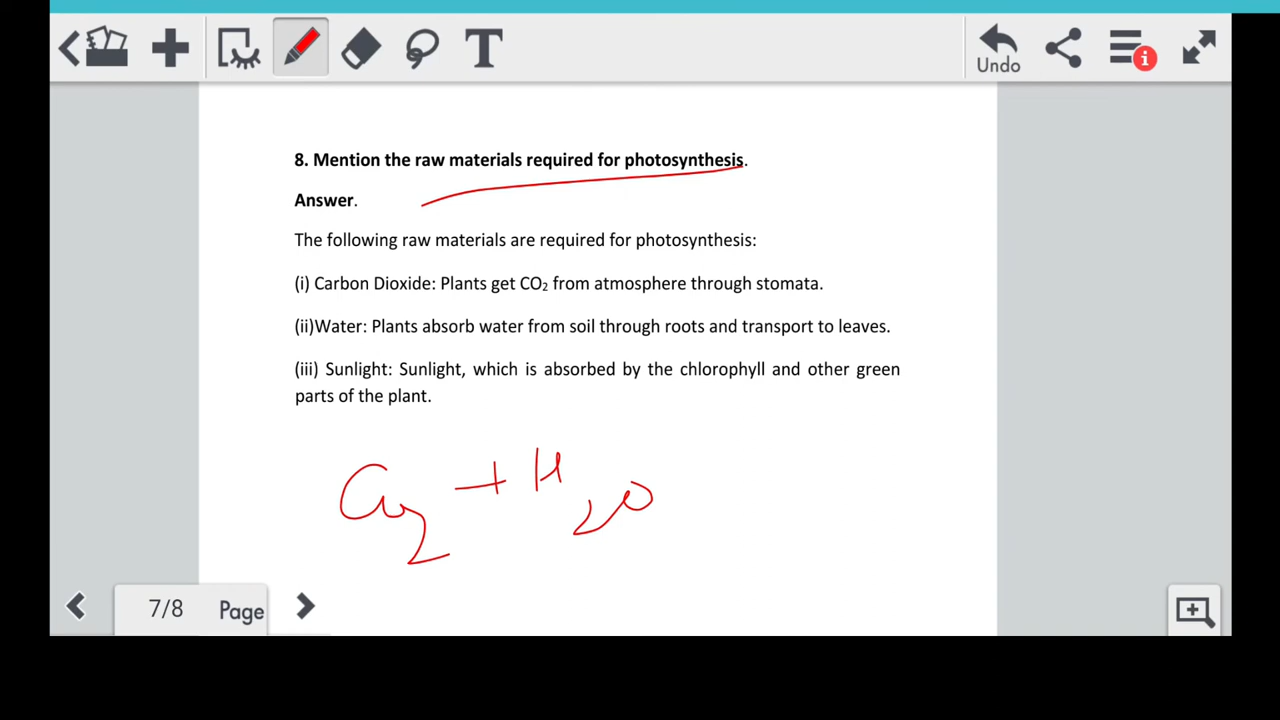 Undo
8. Mention the raw materials required for photosynthesis.
Answer.
The following raw materials are required for photosynthesis:
(i) Carbon Dioxide: Plants get CO₂ from atmosphere through stomata.
(ii)Water: Plants absorb water from soil through roots and transport to leaves.
(iii) Sunlight: Sunlight, which is absorbed by the chlorophyll and other green
parts of the plant.
CO₂ + H₂O
7/8 Page